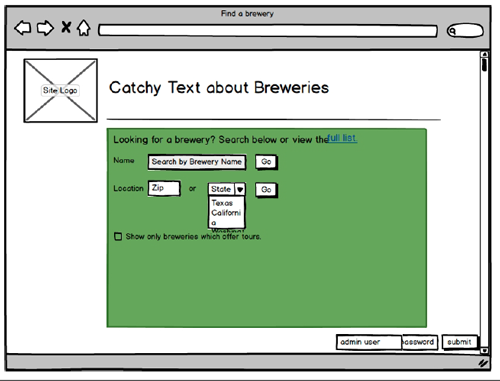 Find a brewery
Site Logo
Catchy Text about Breweries
Looking for a brewery? Search below or view the full list.
Name Search by Brewery Name Go
Location Zip or State Go
Texas
Californi
a
Show only breweries which offer tours.
admin user assword submit